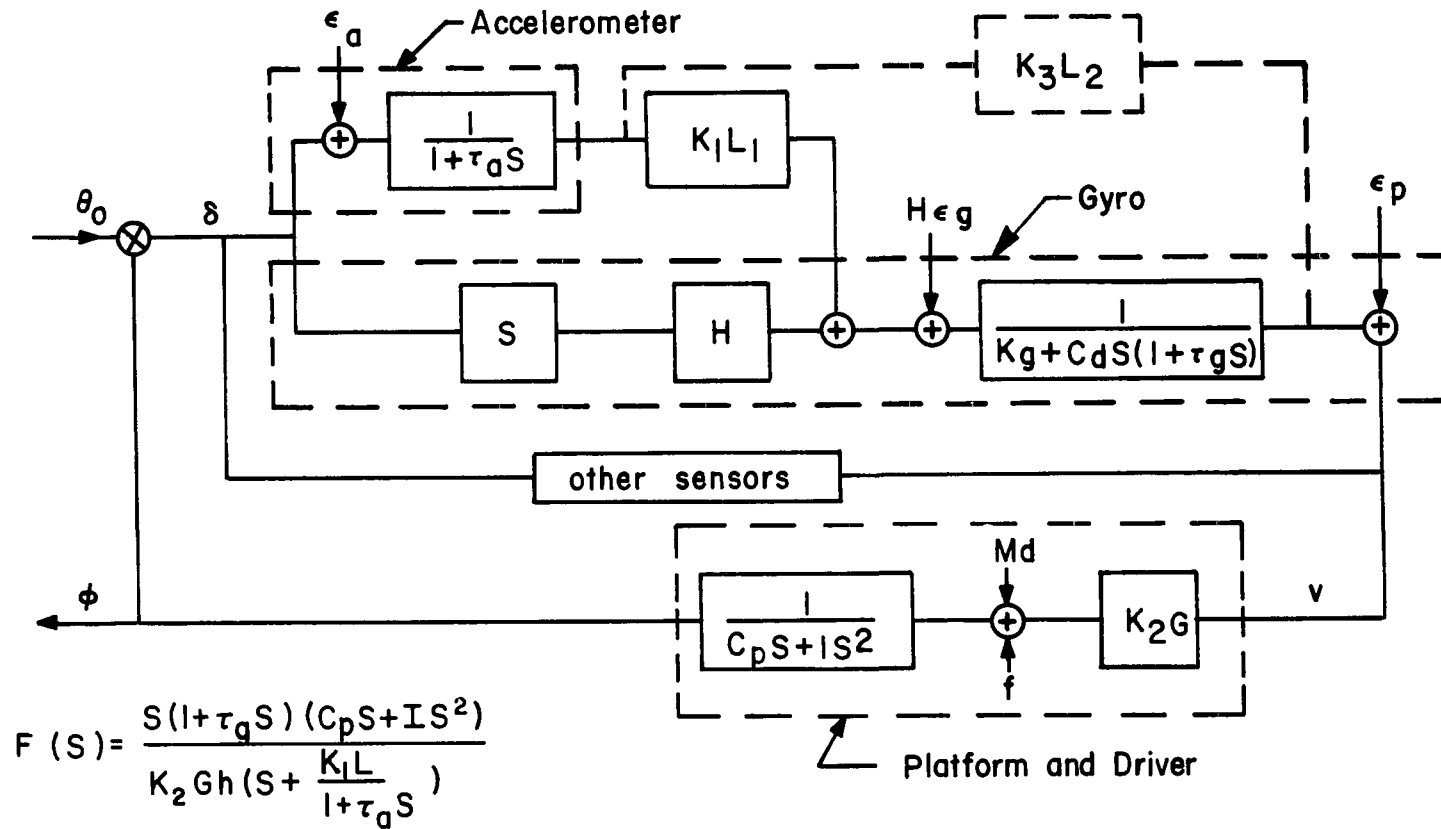 ϵa
Accelerometer
K3L2
1
1+τaS
K1L1
θ0
δ
Hϵg
Gyro
ϵp
S
H
1
Kg+CdS(1+τgS)
other sensors
Md
ϕ
1
CpS+IS2
K2G
v
f
F (S)= S(1+τgS) (CpS+IS2)
K2Gh(S+ K1L
1+τaS )
Platform and Driver